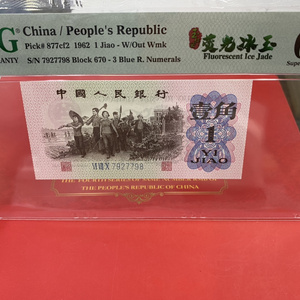 G China / People's Republic
Pick# 877cf2 1962 1 Jiao - W/Out Wmk
S/N 7927798 Block 670 - 3 Blue R. Numerals
荧光冰玉
Fluorescent Ice Jade
中国人民银行
壹角
1
YI
JIAO
7927798
THE PEOPLE'S REPUBLIC OF CHINA